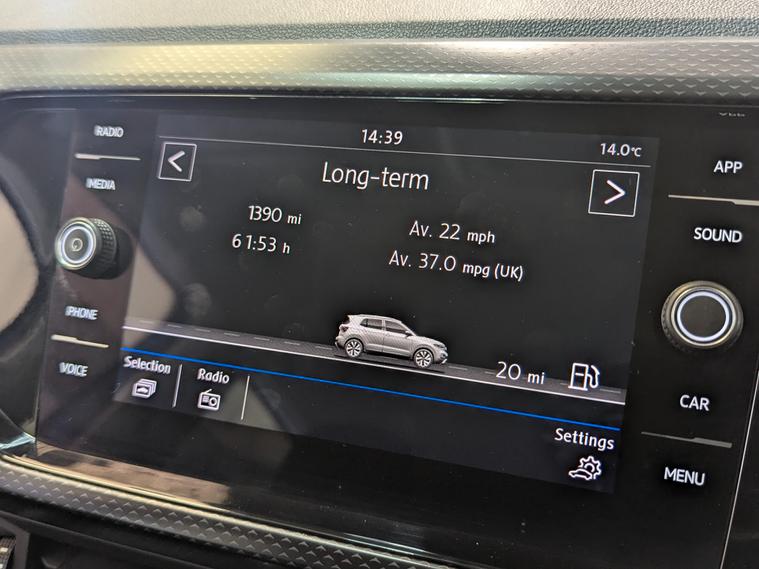 RADIO
MEDIA
PHONE
VOICE
14:39
14.0°C
Long-term
1390 mi
61:53 h
Av. 22 mph
Av. 37.0 mpg (UK)
20 mi
Selection
Radio
Settings
APP
SOUND
CAR
MENU